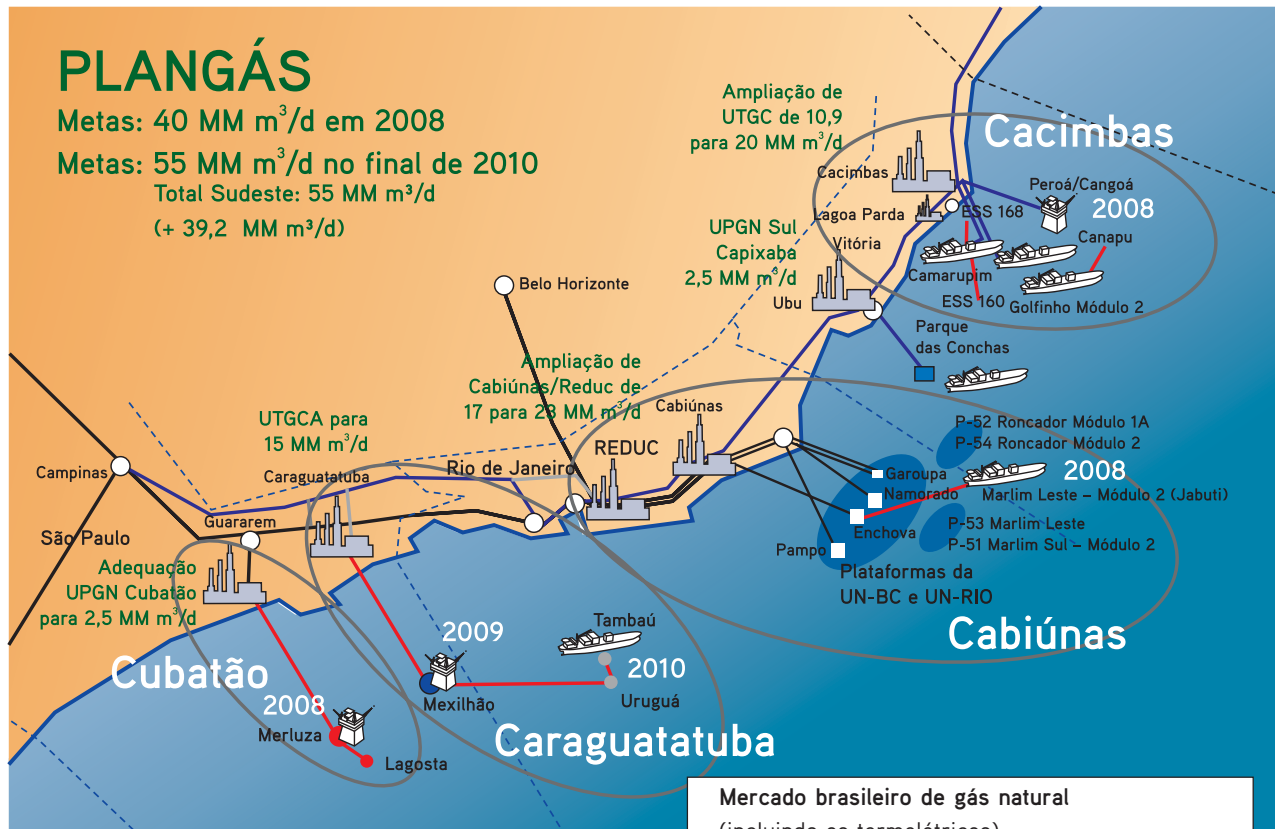 PLANGÁS
Metas: 40 MM m³/d em 2008
Metas: 55 MM m³/d no final de 2010
Total Sudeste: 55 MM m³/d
(+ 39,2 MM m³/d)
Ampliação de
UTGC de 10,9
para 20 MM m³/d
Cacimbas
Cacimbas
Peroá/Cangoá
2008
Lagoa Parda
ESS 168
Canapu
UPGN Sul
Capixaba
2,5 MM m³/d
Vitória
Camarupim
ESS 160
Golfinho Módulo 2
Ubu
Belo Horizonte
Parque
das Conchas
Ampliação de
Cabiúnas/Reduc de
17 para 23 MM m³/d
Cabiúnas
UTGCA para
15 MM m³/d
P-52 Roncador Módulo 1A
P-54 Roncador Módulo 2
REDUC
Rio de Janeiro
Campinas
Caraguatatuba
Garoupa
2008
Namorado
Marlim Leste – Módulo 2 (Jabuti)
Guararem
São Paulo
Enchova
P-53 Marlim Leste
P-51 Marlim Sul – Módulo 2
Pampo
Plataformas da
UN-BC e UN-RIO
Adequação
UPGN Cubatão
para 2,5 MM m³/d
Cabiúnas
Tambaú
2009
2010
Cubatão
Mexilhão
Uruguá
2008
Merluza
Caraguatatuba
Lagosta
Mercado brasileiro de gás natural
(incluindo as termelétricas)